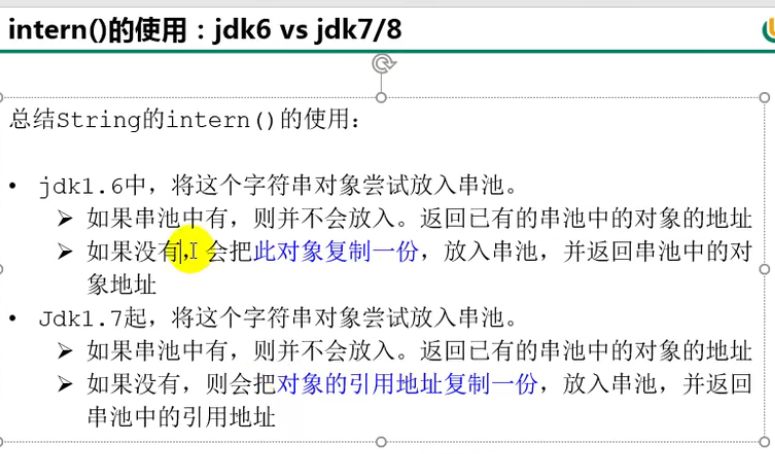 intern()的使用：jdk6 vs jdk7/8
总结String的intern()的使用：
• jdk1.6中，将这个字符串对象尝试放入串池。
➢ 如果串池中有，则并不会放入。返回已有的串池中的对象的地址
➢ 如果没有，会把此对象复制一份，放入串池，并返回串池中的对
象地址
• Jdk1.7起，将这个字符串对象尝试放入串池。
➢ 如果串池中有，则并不会放入。返回已有的串池中的对象的地址
➢ 如果没有，则会把对象的引用地址复制一份，放入串池，并返回
串池中的引用地址